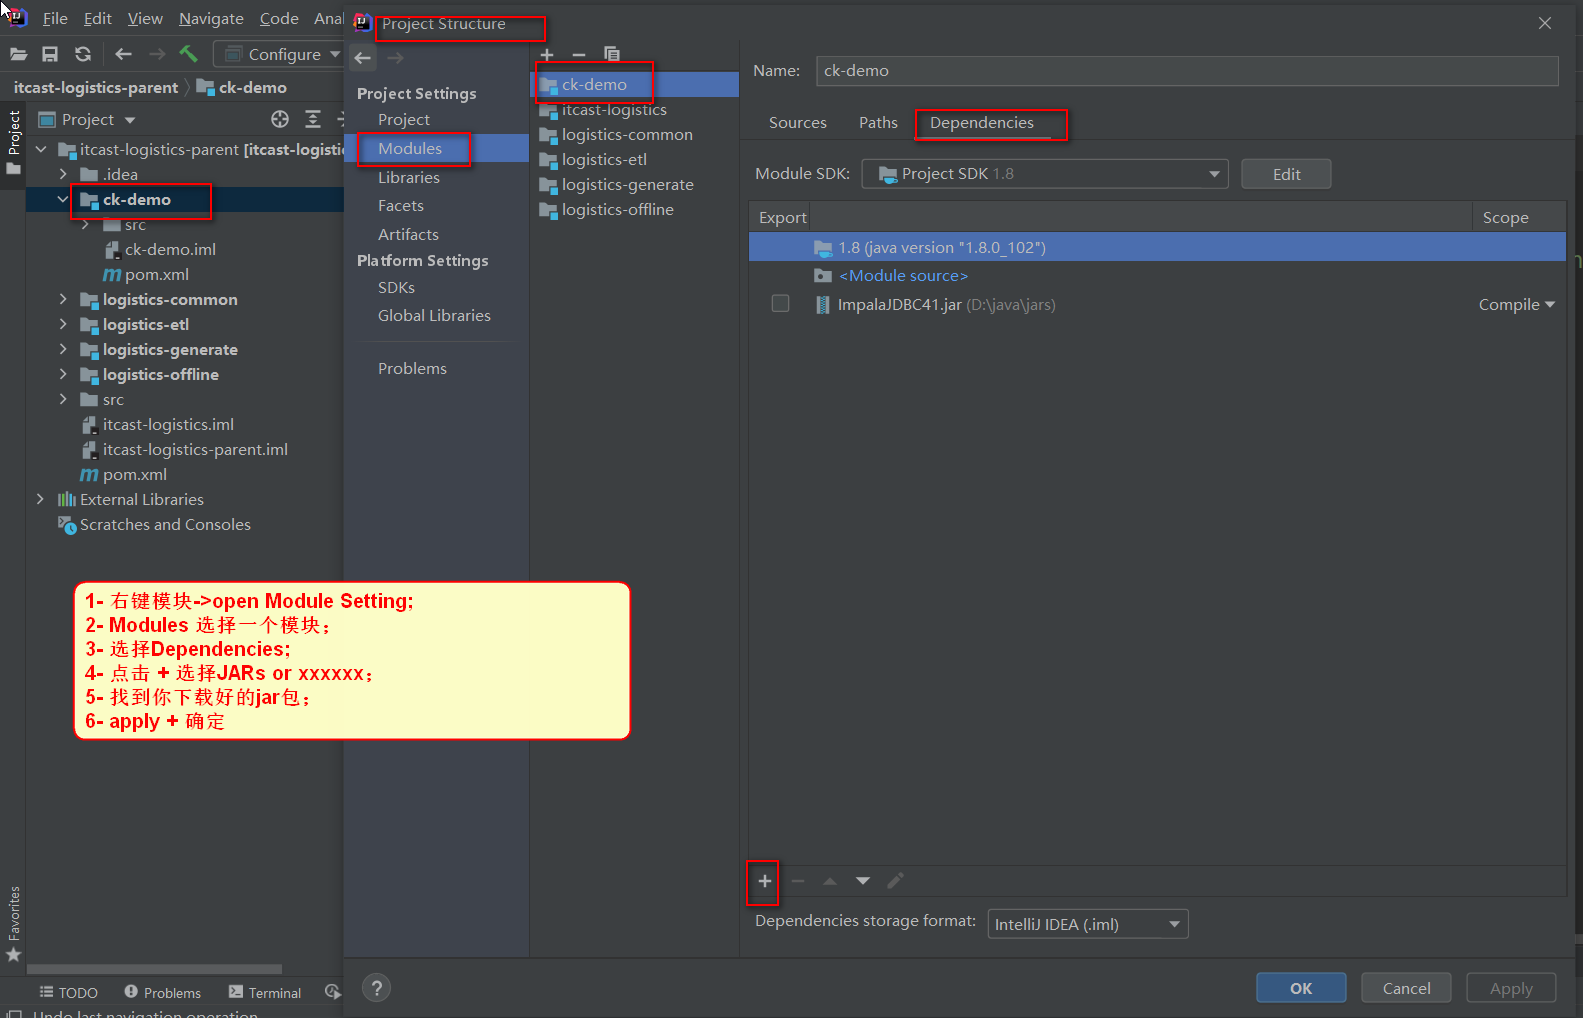 File Edit View Navigate Code Anal
Configure
itcast-logistics-parent ck-demo
Project
Project
itcast-logistics-parent [itcast-logistic
.idea
ck-demo
src
ck-demo.iml
pom.xml
logistics-common
logistics-etl
logistics-generate
logistics-offline
src
itcast-logistics.iml
itcast-logistics-parent.iml
pom.xml
External Libraries
Scratches and Consoles
Favorites
TODO Problems Terminal
Undo last navigation operation
Project Structure
Project Settings
Project
Modules
Libraries
Facets
Artifacts
Platform Settings
SDKs
Global Libraries
Problems
ck-demo
itcast-logistics
logistics-common
logistics-etl
logistics-generate
logistics-offline
Name: ck-demo
Sources Paths Dependencies
Module SDK: Project SDK 1.8 Edit
Export Scope
1.8 (java version "1.8.0_102")
<Module source>
ImpalaJDBC41.jar (D:\java\jars) Compile
1- 右键模块->open Module Setting;
2- Modules 选择一个模块；
3- 选择Dependencies;
4- 点击 + 选择JARs or xxxxxx；
5- 找到你下载好的jar包；
6- apply + 确定
Dependencies storage format: IntelliJ IDEA (.iml)
? OK Cancel Apply